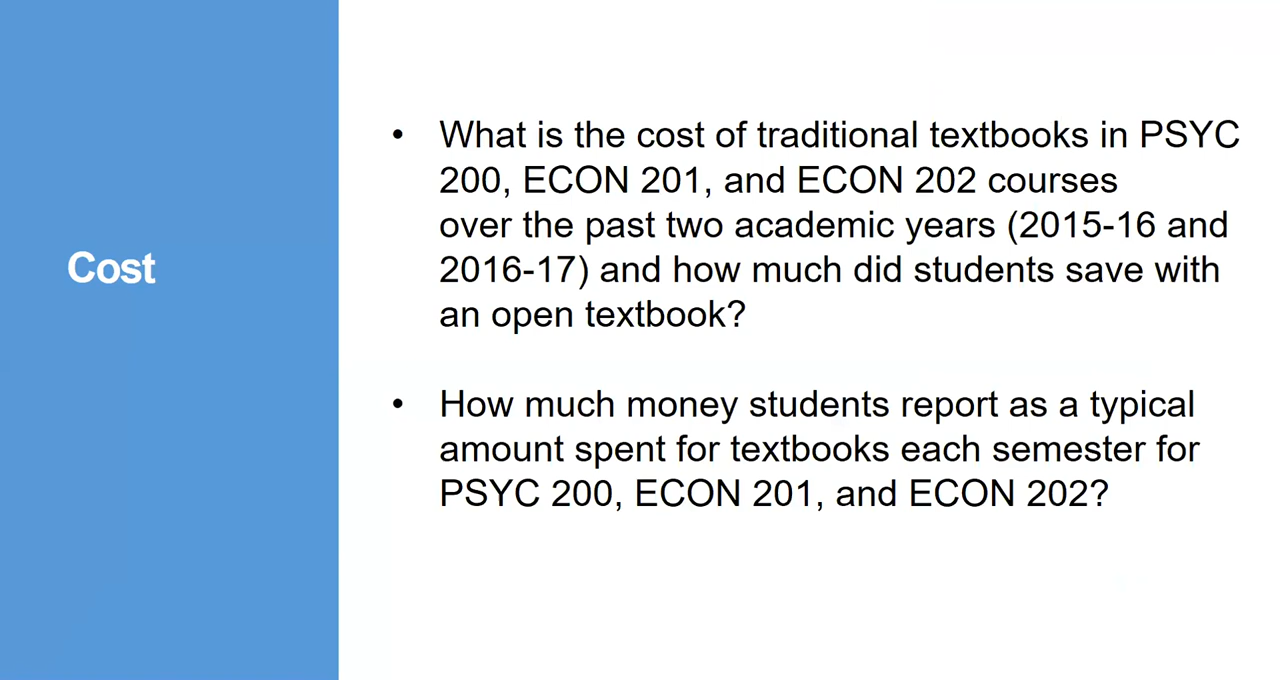 Cost
• What is the cost of traditional textbooks in PSYC
200, ECON 201, and ECON 202 courses
over the past two academic years (2015-16 and
2016-17) and how much did students save with
an open textbook?
• How much money students report as a typical
amount spent for textbooks each semester for
PSYC 200, ECON 201, and ECON 202?